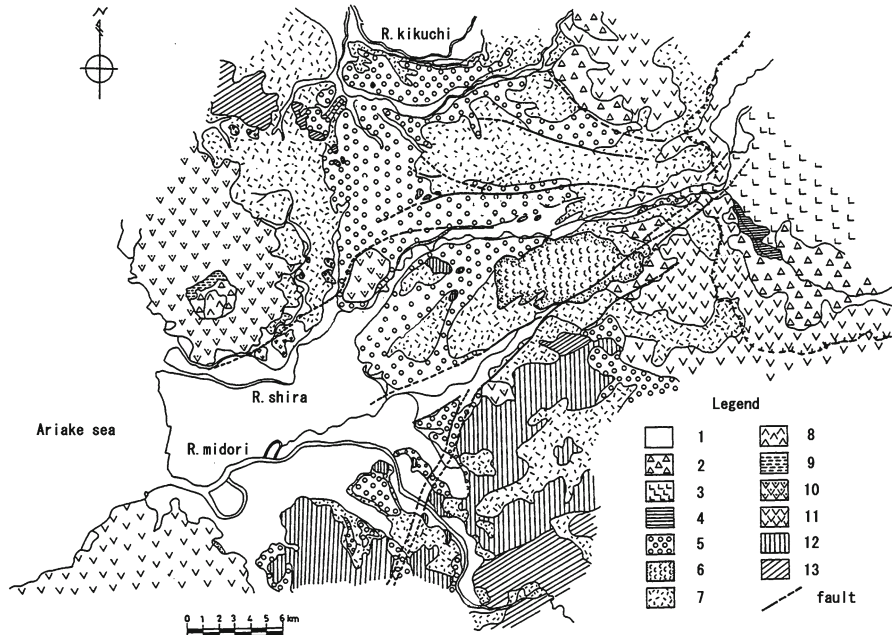 N
R. kikuchi
R. shira
Ariake sea
R. midori
Legend
1 8
2 9
3 10
4 11
5 12
6 13
7 fault
0 1 2 3 4 5 6 km